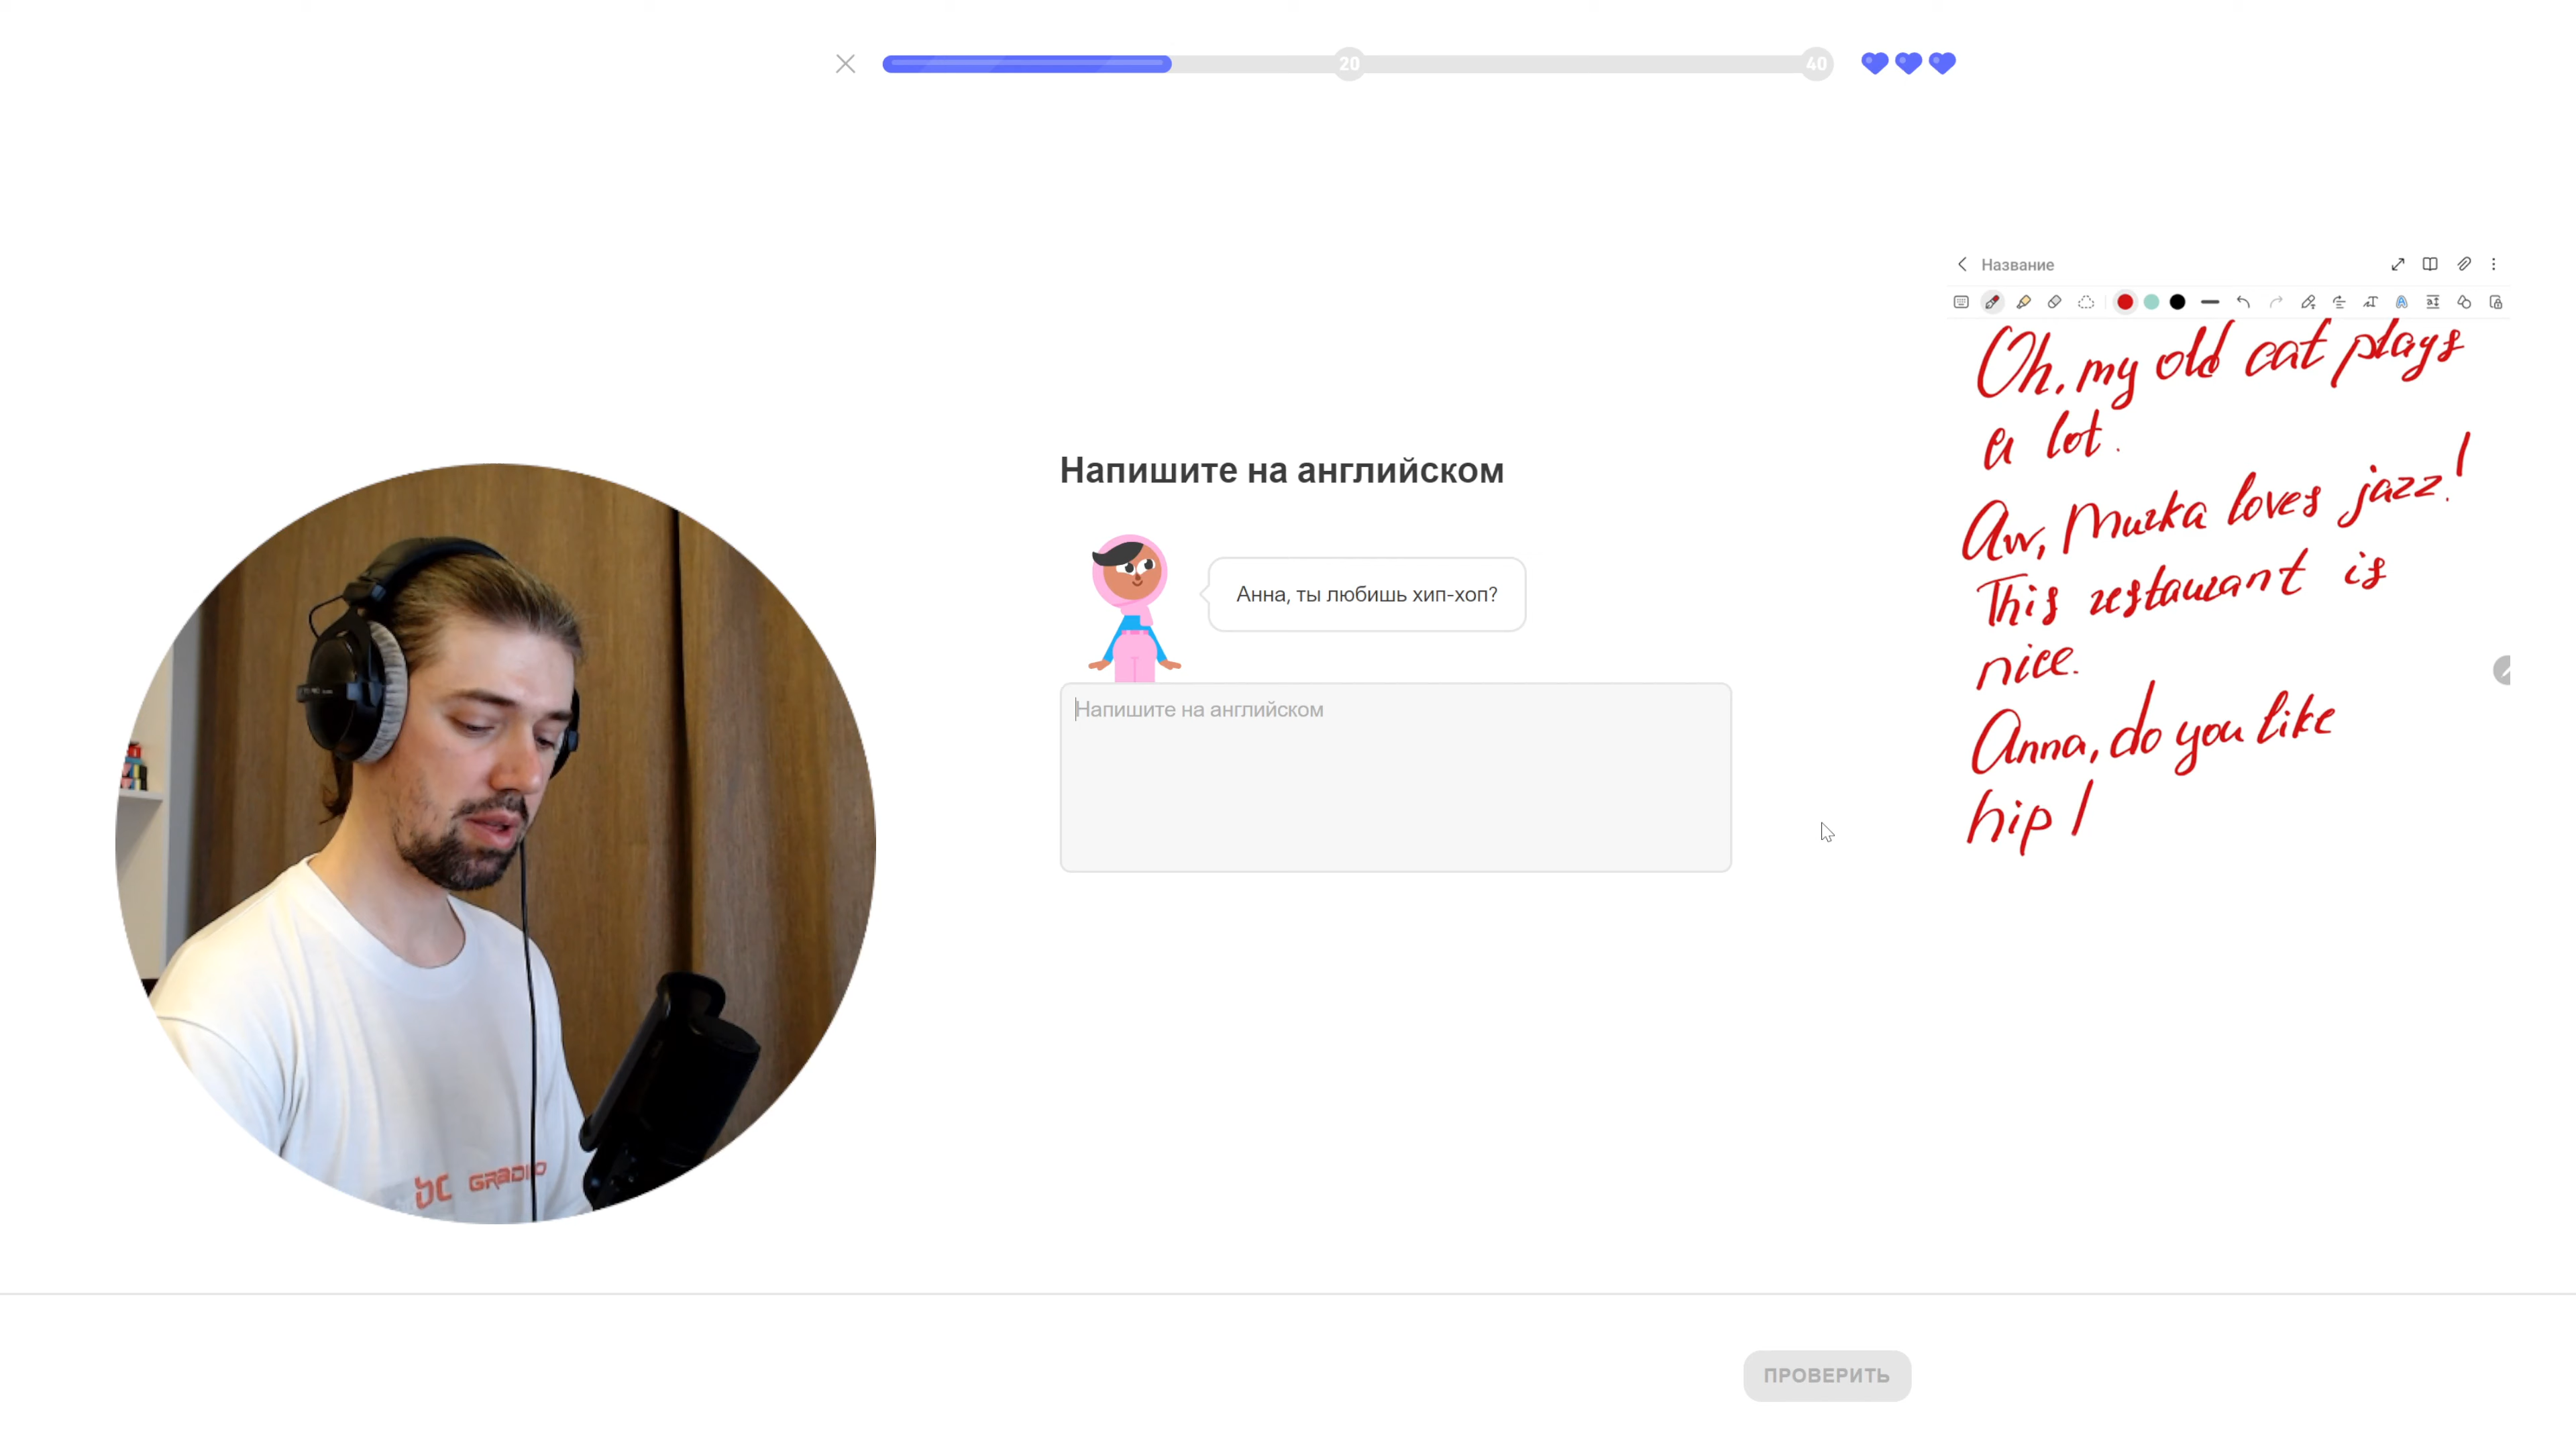 20
40
Название
Oh, my old cat plays
a lot.
Aw, Murka loves jazz!
This restaurant is
nice.
Anna, do you like
hip
Напишите на английском
Анна, ты любишь хип-хоп?
Напишите на английском
ПРОВЕРИТЬ